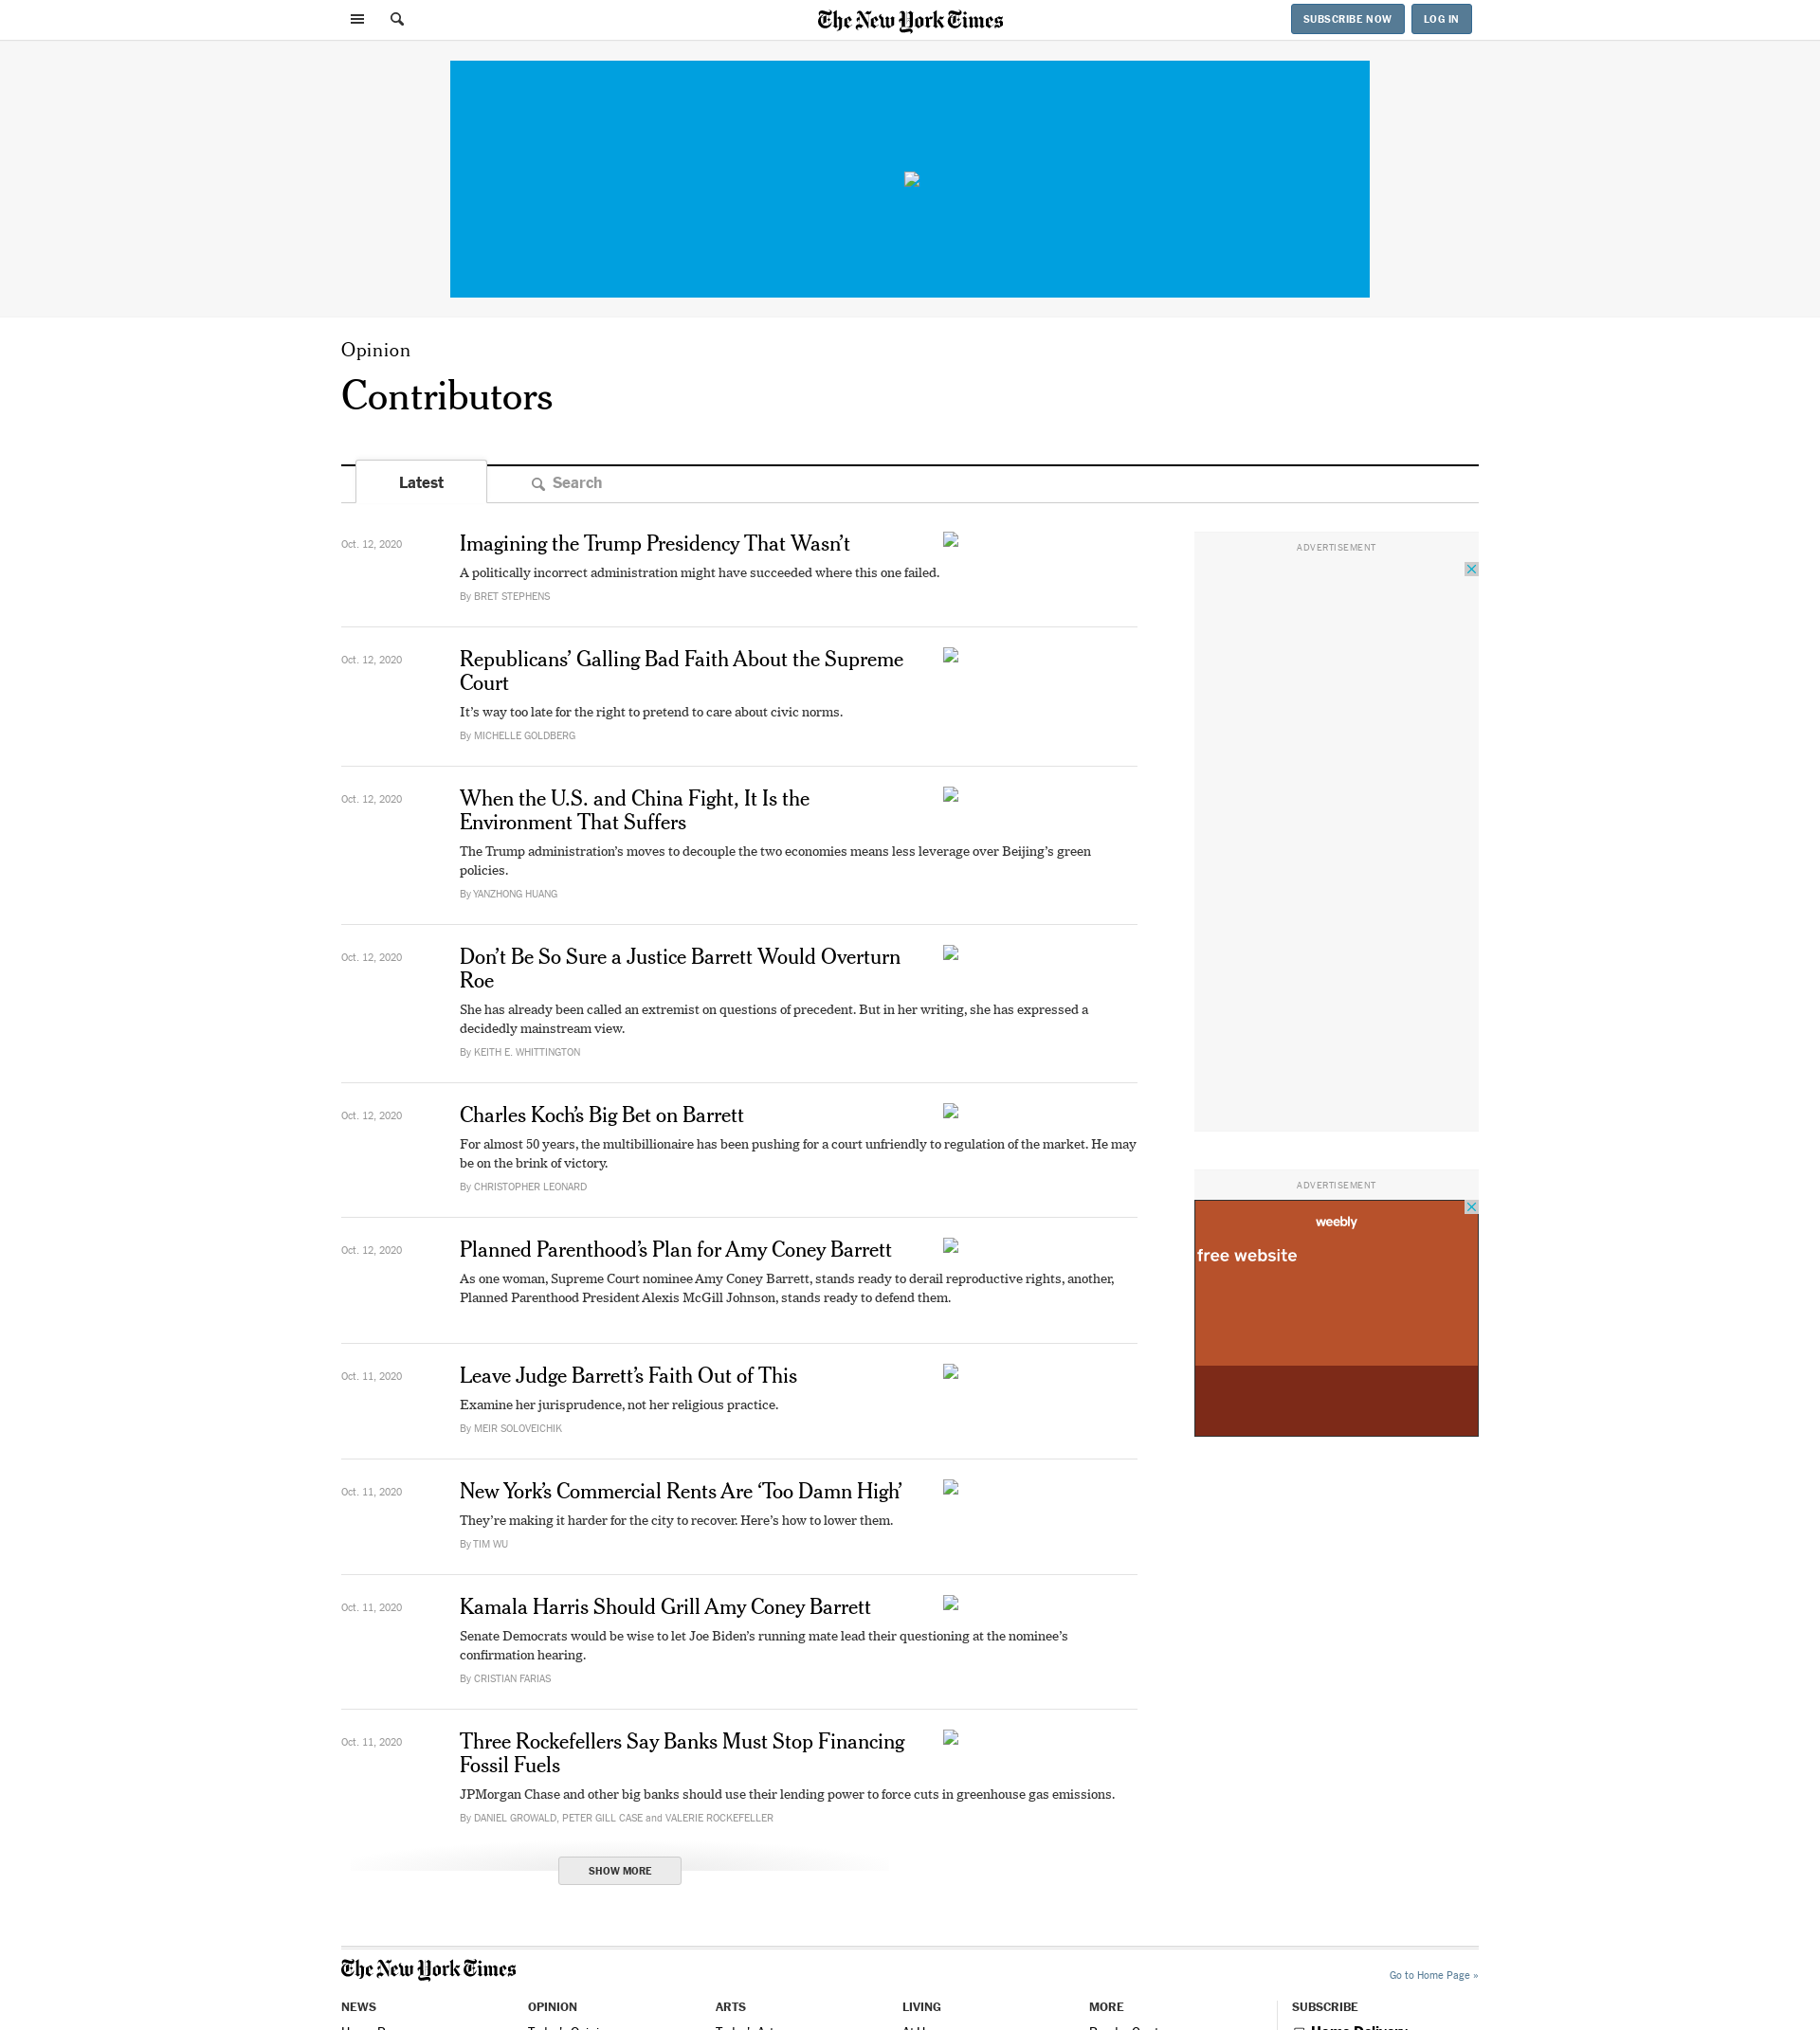 The New York Times
SUBSCRIBE NOW
LOG IN
Opinion
Contributors
Latest
Search
Oct. 12, 2020
Imagining the Trump Presidency That Wasn’t
A politically incorrect administration might have succeeded where this one failed.
By BRET STEPHENS
Oct. 12, 2020
Republicans’ Galling Bad Faith About the Supreme
Court
It’s way too late for the right to pretend to care about civic norms.
By MICHELLE GOLDBERG
Oct. 12, 2020
When the U.S. and China Fight, It Is the
Environment That Suffers
The Trump administration’s moves to decouple the two economies means less leverage over Beijing’s green
policies.
By YANZHONG HUANG
Oct. 12, 2020
Don’t Be So Sure a Justice Barrett Would Overturn
Roe
She has already been called an extremist on questions of precedent. But in her writing, she has expressed a
decidedly mainstream view.
By KEITH E. WHITTINGTON
Oct. 12, 2020
Charles Koch’s Big Bet on Barrett
For almost 50 years, the multibillionaire has been pushing for a court unfriendly to regulation of the market. He may
be on the brink of victory.
By CHRISTOPHER LEONARD
Oct. 12, 2020
Planned Parenthood’s Plan for Amy Coney Barrett
As one woman, Supreme Court nominee Amy Coney Barrett, stands ready to derail reproductive rights, another,
Planned Parenthood President Alexis McGill Johnson, stands ready to defend them.
Oct. 11, 2020
Leave Judge Barrett’s Faith Out of This
Examine her jurisprudence, not her religious practice.
By MEIR SOLOVEICHIK
Oct. 11, 2020
New York’s Commercial Rents Are ‘Too Damn High’
They’re making it harder for the city to recover. Here’s how to lower them.
By TIM WU
Oct. 11, 2020
Kamala Harris Should Grill Amy Coney Barrett
Senate Democrats would be wise to let Joe Biden’s running mate lead their questioning at the nominee’s
confirmation hearing.
By CRISTIAN FARIAS
Oct. 11, 2020
Three Rockefellers Say Banks Must Stop Financing
Fossil Fuels
JPMorgan Chase and other big banks should use their lending power to force cuts in greenhouse gas emissions.
By DANIEL GROWALD, PETER GILL CASE and VALERIE ROCKEFELLER
SHOW MORE
ADVERTISEMENT
ADVERTISEMENT
weebly
free website
The New York Times
Go to Home Page »
NEWS
OPINION
ARTS
LIVING
MORE
SUBSCRIBE
Home Delivery